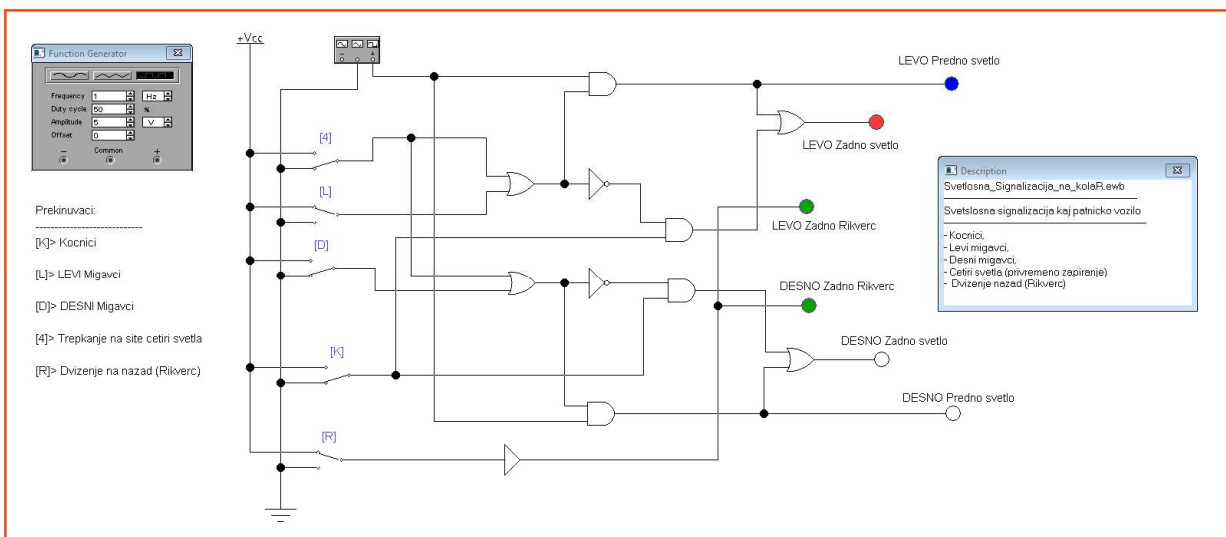 +Vcc
Function Generator
Frequency 1 Hz
Duty cycle 50 %
Amplitude 5 V
Offset 0
− Common +
− +
Prekinuvaci:
[K]> Kocnici
[L]> LEVI Migavci
[D]> DESNI Migavci
[4]> Trepkanje na site cetiri svetla
[R]> Dvizenje na nazad (Rikverc)
[4]
[L]
[D]
[K]
[R]
LEVO Predno svetlo
LEVO Zadno svetlo
LEVO Zadno Rikverc
DESNO Zadno Rikverc
DESNO Zadno svetlo
DESNO Predno svetlo
Description
Svetlosna_Signalizacija_na_kolaR.ewb
Svetslosna signalizacija kaj patnicko vozilo
- Kocnici,
- Levi migavci,
- Desni migavci,
- Cetiri svetla (privremeno zapiranje)
- Dvizenje nazad (Rikverc)